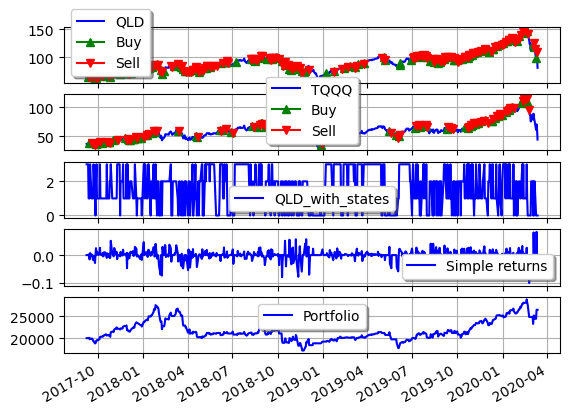 QLD
Buy
Sell
150
100
TQQQ
Buy
Sell
100
50
2
0
QLD_with_states
0.0
−0.1
Simple returns
25000
20000
Portfolio
2017-10
2018-01
2018-04
2018-07
2018-10
2019-01
2019-04
2019-07
2019-10
2020-01
2020-04